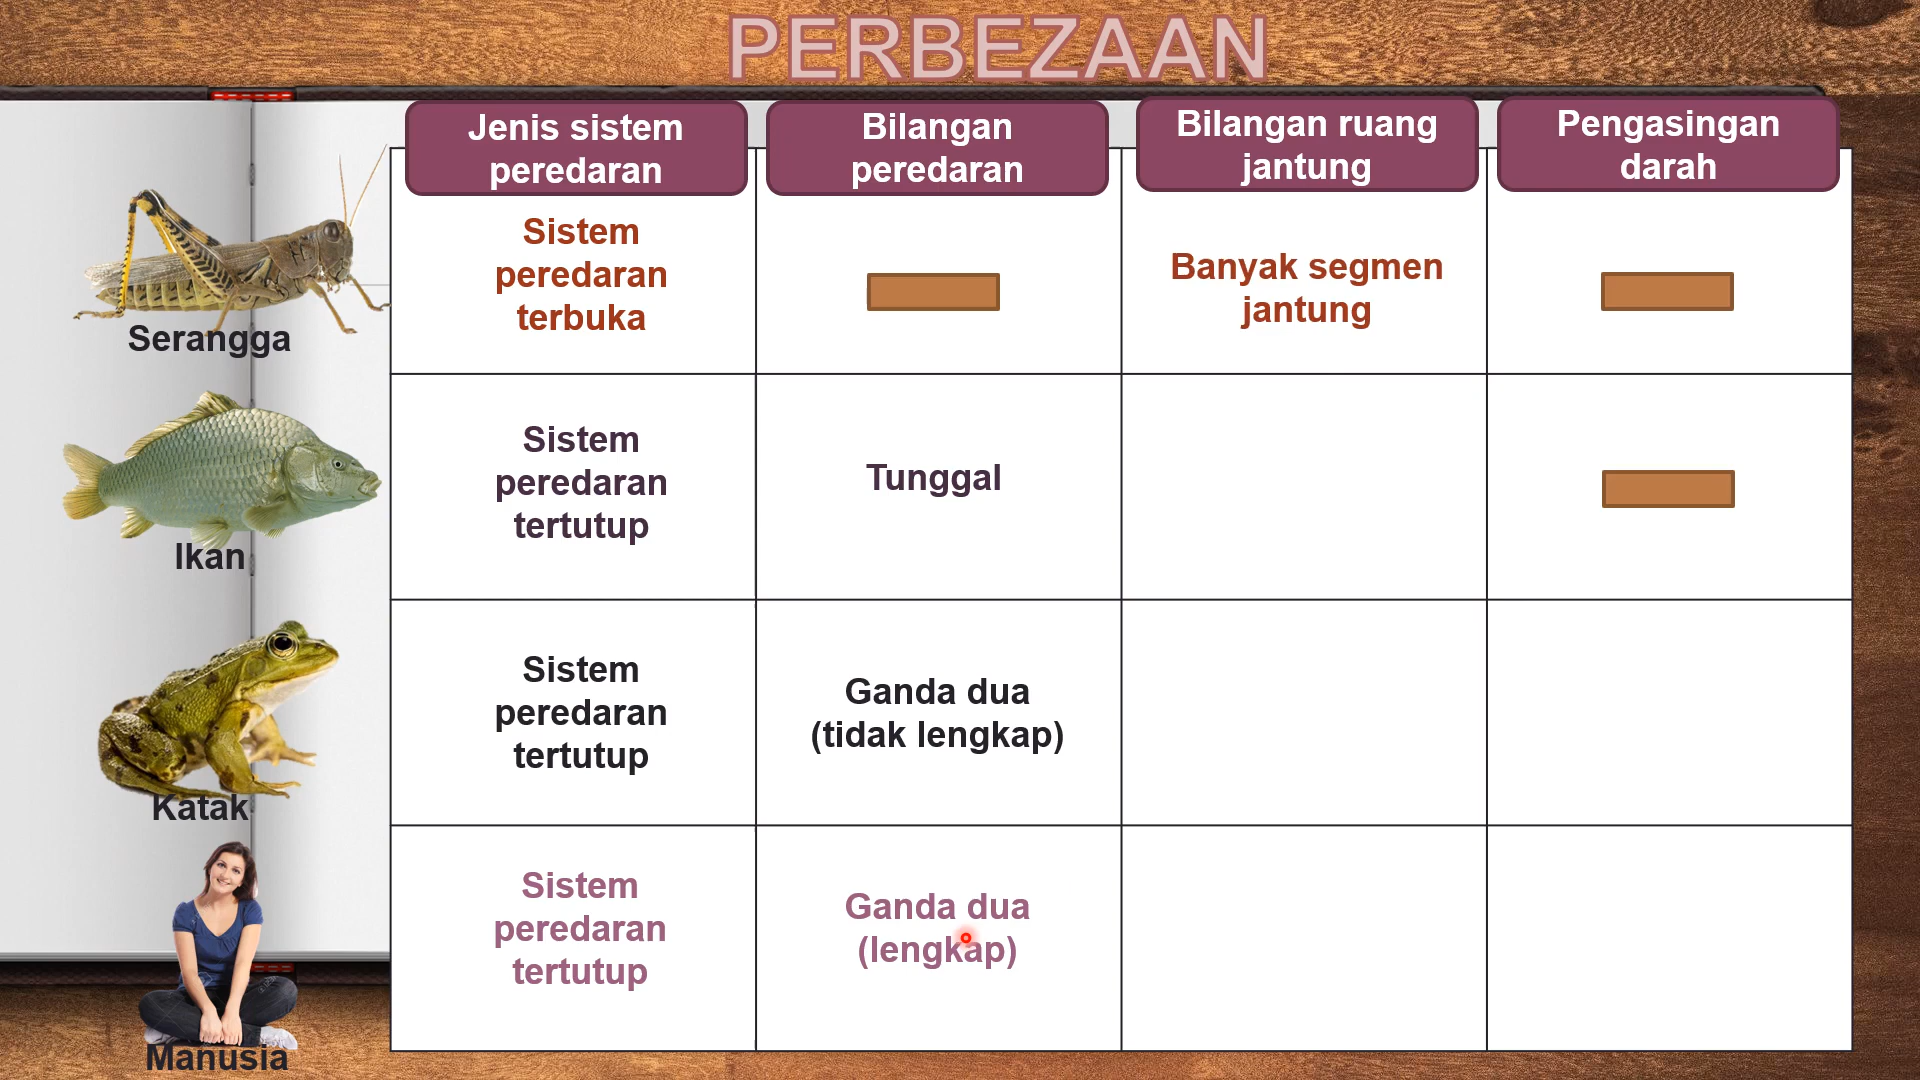 PERBEZAAN
Jenis sistem
peredaran
Bilangan
peredaran
Bilangan ruang
jantung
Pengasingan
darah
Serangga
Sistem
peredaran
terbuka
Banyak segmen
jantung
Ikan
Sistem
peredaran
tertutup
Tunggal
Katak
Sistem
peredaran
tertutup
Ganda dua
(tidak lengkap)
Manusia
Sistem
peredaran
tertutup
Ganda dua
(lengkap)